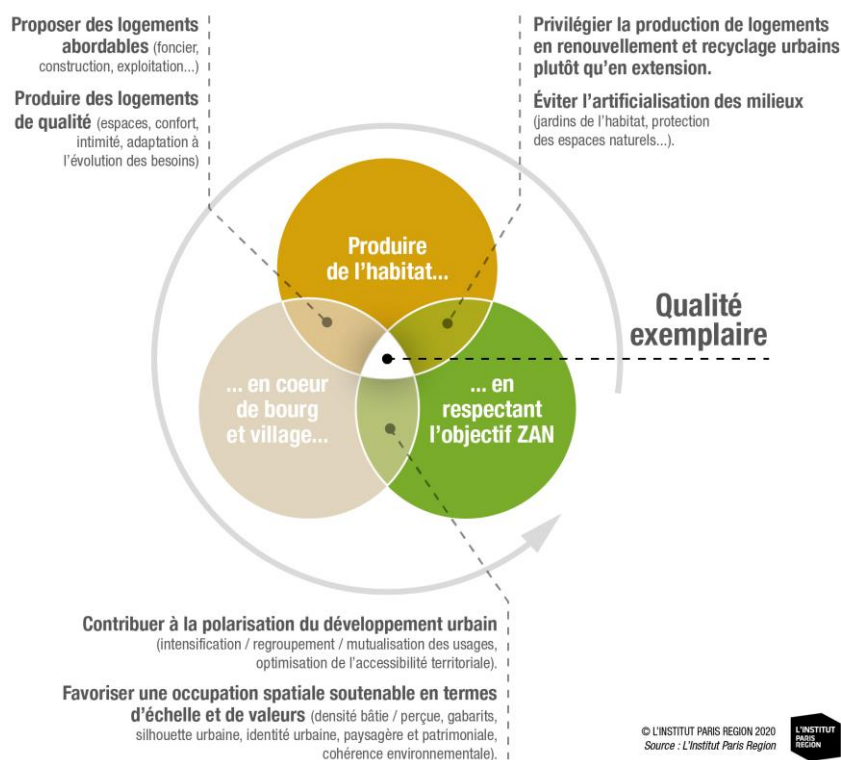 Proposer des logements
abordables (foncier,
construction, exploitation...)
Produire des logements
de qualité (espaces, confort,
intimité, adaptation à
l'évolution des besoins)
Privilégier la production de logements
en renouvellement et recyclage urbains
plutôt qu'en extension.
Éviter l'artificialisation des milieux
(jardins de l'habitat, protection
des espaces naturels...).
Produire
de l'habitat...
Qualité
exemplaire
... en coeur
de bourg
et village...
... en
respectant
l'objectif ZAN
Contribuer à la polarisation du développement urbain
(intensification / regroupement / mutualisation des usages,
optimisation de l'accessibilité territoriale).
Favoriser une occupation spatiale soutenable en termes
d'échelle et de valeurs (densité bâtie / perçue, gabarits,
silhouette urbaine, identité urbaine, paysagère et patrimoniale,
cohérence environnementale).
© L'INSTITUT PARIS REGION 2020
Source : L'Institut Paris Region
L'INSTITUT
PARIS
REGION